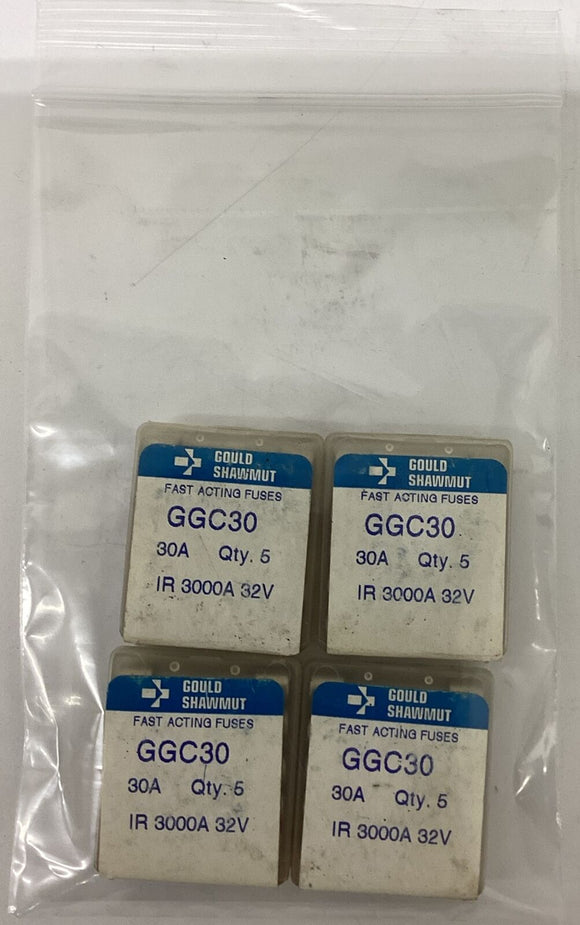 GOULD
SHAWMUT
FAST ACTING FUSES
GGC30
30A Qty. 5
IR 3000A 32V
GOULD
SHAWMUT
FAST ACTING FUSES
GGC30
30A Qty. 5
IR 3000A 32V
GOULD
SHAWMUT
FAST ACTING FUSES
GGC30
30A Qty. 5
IR 3000A 32V
GOULD
SHAWMUT
FAST ACTING FUSES
GGC30
30A Qty. 5
IR 3000A 32V